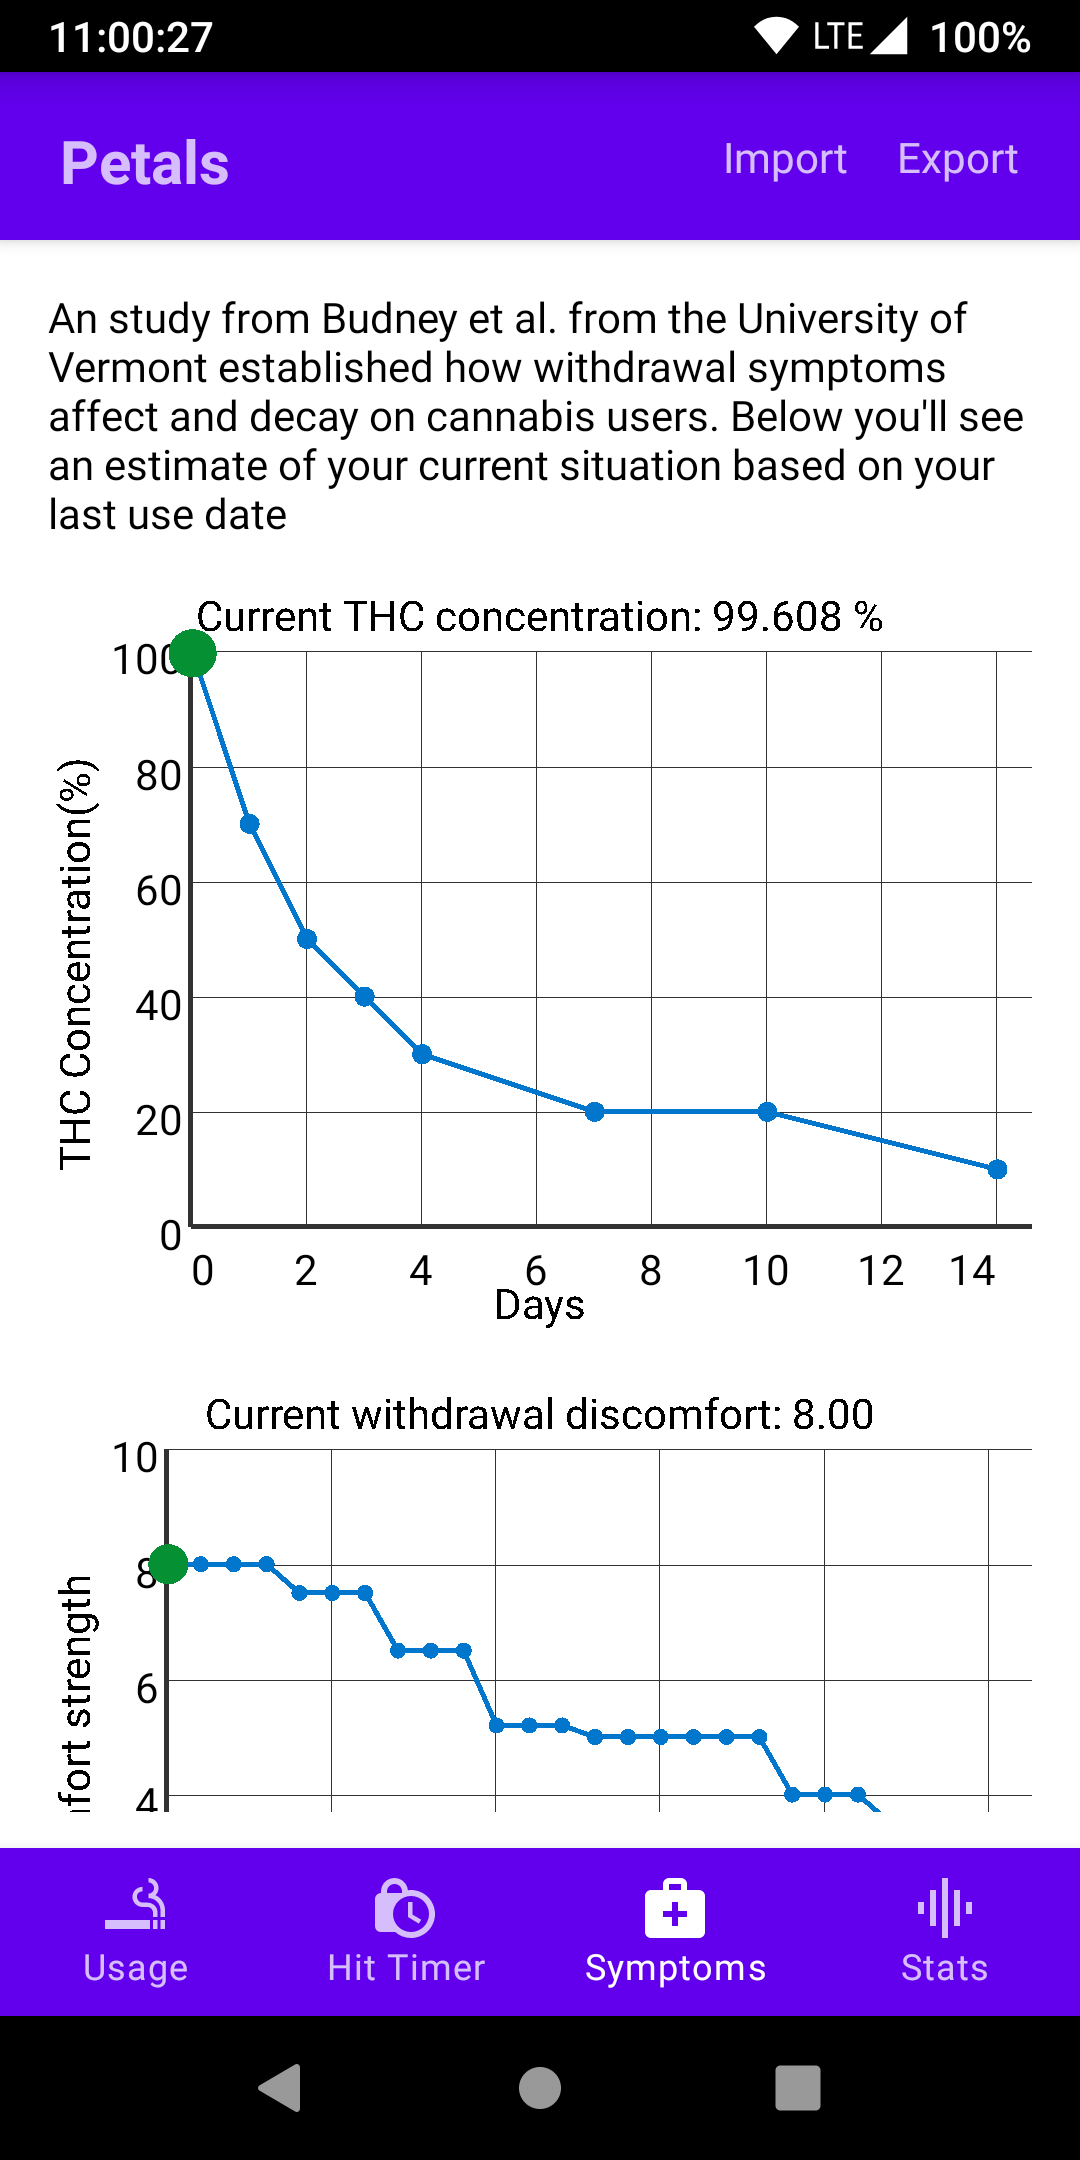 11:00:27 LTE 100%
Petals Import Export
An study from Budney et al. from the University of
Vermont established how withdrawal symptoms
affect and decay on cannabis users. Below you'll see
an estimate of your current situation based on your
last use date
Current THC concentration: 99.608 %
100
80
60
40
20
0
THC Concentration(%)
0 2 4 6 8 10 12 14
Days
Current withdrawal discomfort: 8.00
10
8
6
4
strength
Usage Hit Timer Symptoms Stats